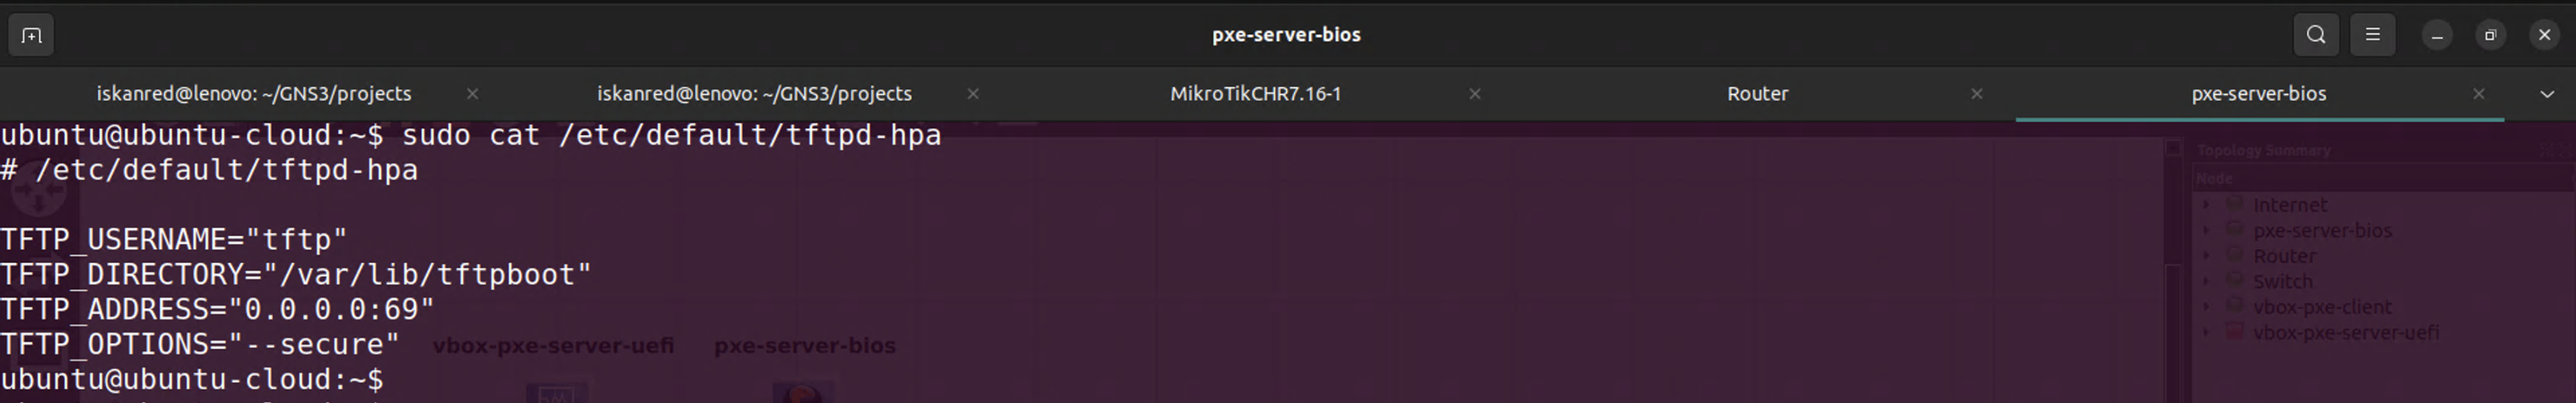 pxe-server-bios
iskanred@lenovo: ~/GNS3/projects
iskanred@lenovo: ~/GNS3/projects
MikroTikCHR7.16-1
Router
pxe-server-bios
ubuntu@ubuntu-cloud:~$ sudo cat /etc/default/tftpd-hpa
# /etc/default/tftpd-hpa
TFTP_USERNAME="tftp"
TFTP_DIRECTORY="/var/lib/tftpboot"
TFTP_ADDRESS="0.0.0.0:69"
TFTP_OPTIONS="--secure"
ubuntu@ubuntu-cloud:~$
vbox-pxe-server-uefi
pxe-server-bios
Topology Summary
Node
Internet
pxe-server-bios
Router
Switch
vbox-pxe-client
vbox-pxe-server-uefi